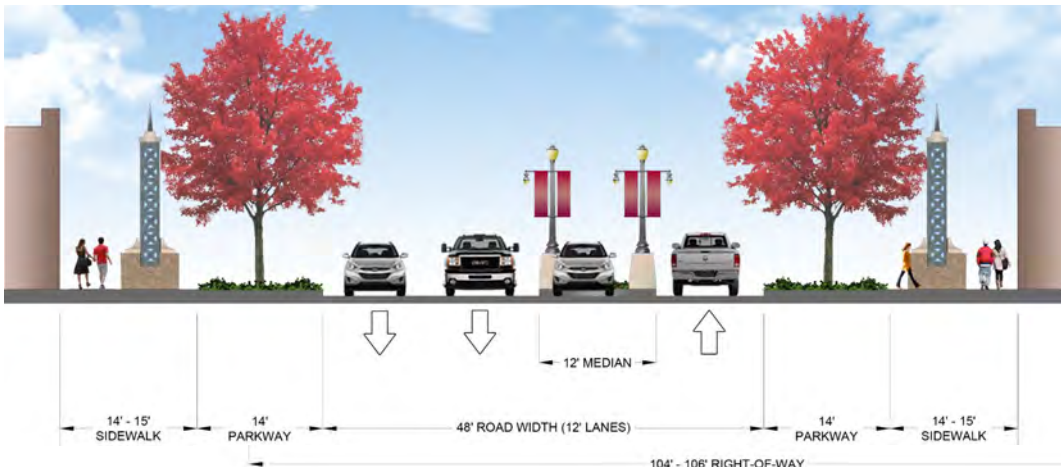 12' MEDIAN
14' - 15'
SIDEWALK
14'
PARKWAY
48' ROAD WIDTH (12' LANES)
14'
PARKWAY
14' - 15'
SIDEWALK
104' - 106' RIGHT-OF-WAY